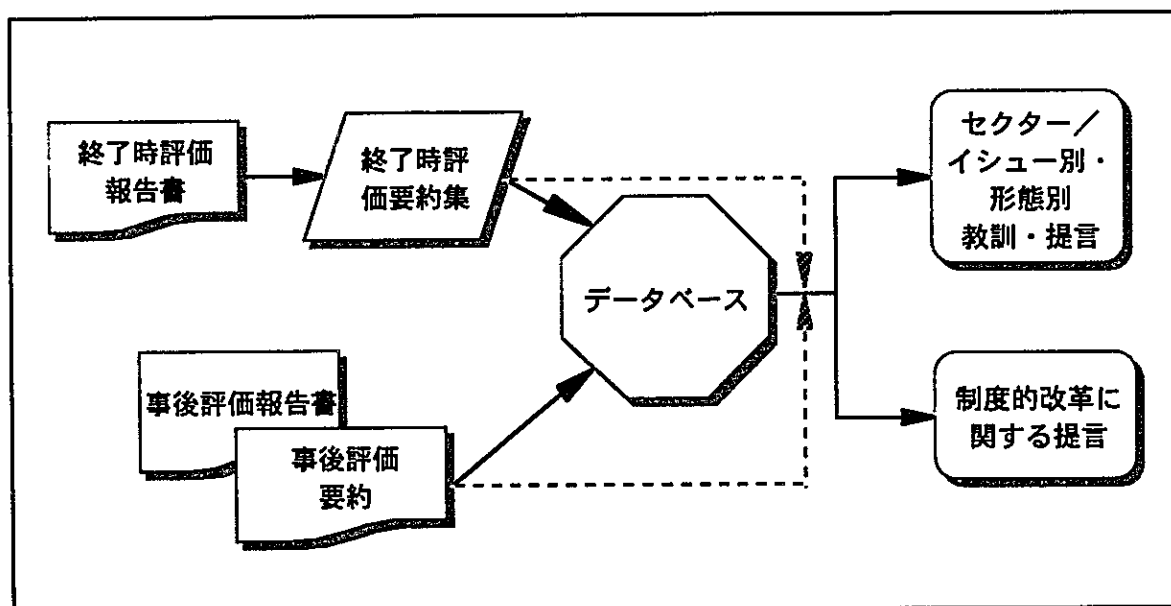 終了時評価
報告書
終了時評
価要約集
事後評価報告書
事後評価
要約
データベース
セクター／
イシュー別・
形態別
教訓・提言
制度的改革に
関する提言